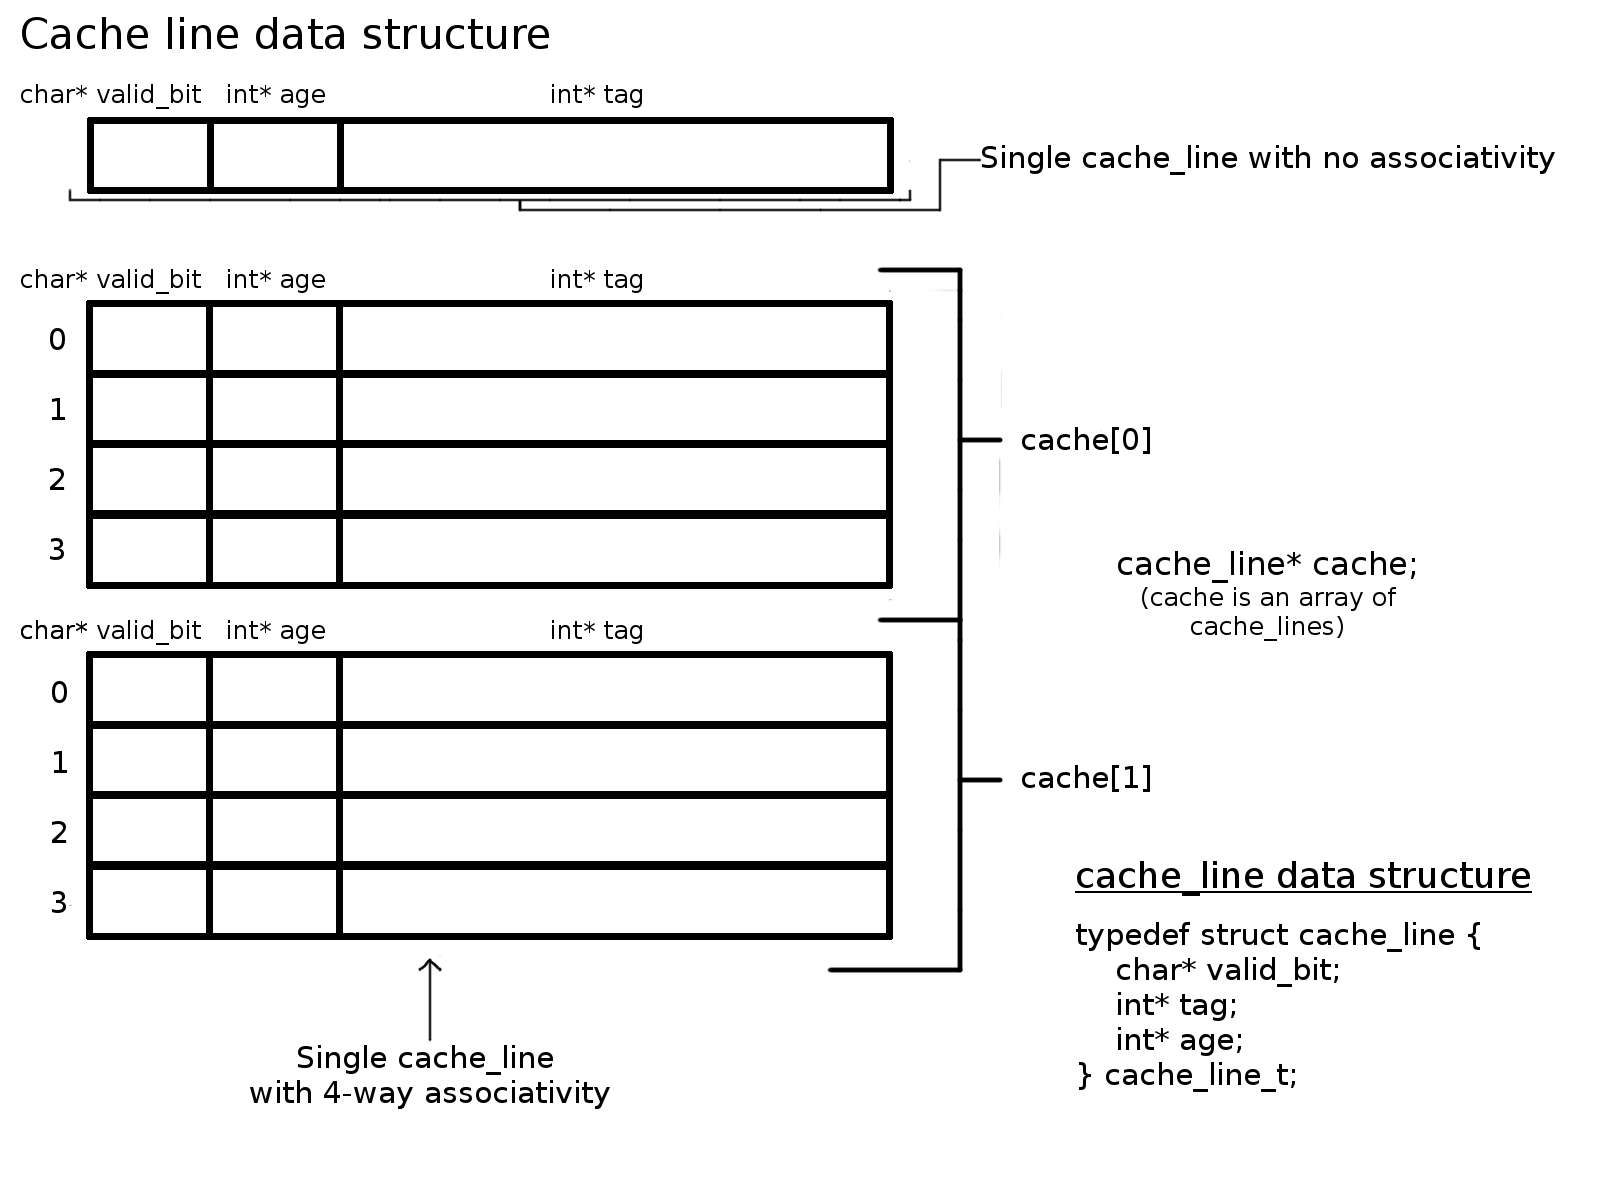 Cache line data structure
char* valid_bit int* age int* tag
Single cache_line with no associativity
char* valid_bit int* age int* tag
0
1
2
3
cache[0]
cache_line* cache;
(cache is an array of
cache_lines)
char* valid_bit int* age int* tag
0
1
2
3
cache[1]
cache_line data structure
typedef struct cache_line {
char* valid_bit;
int* tag;
int* age;
} cache_line_t;
Single cache_line
with 4-way associativity